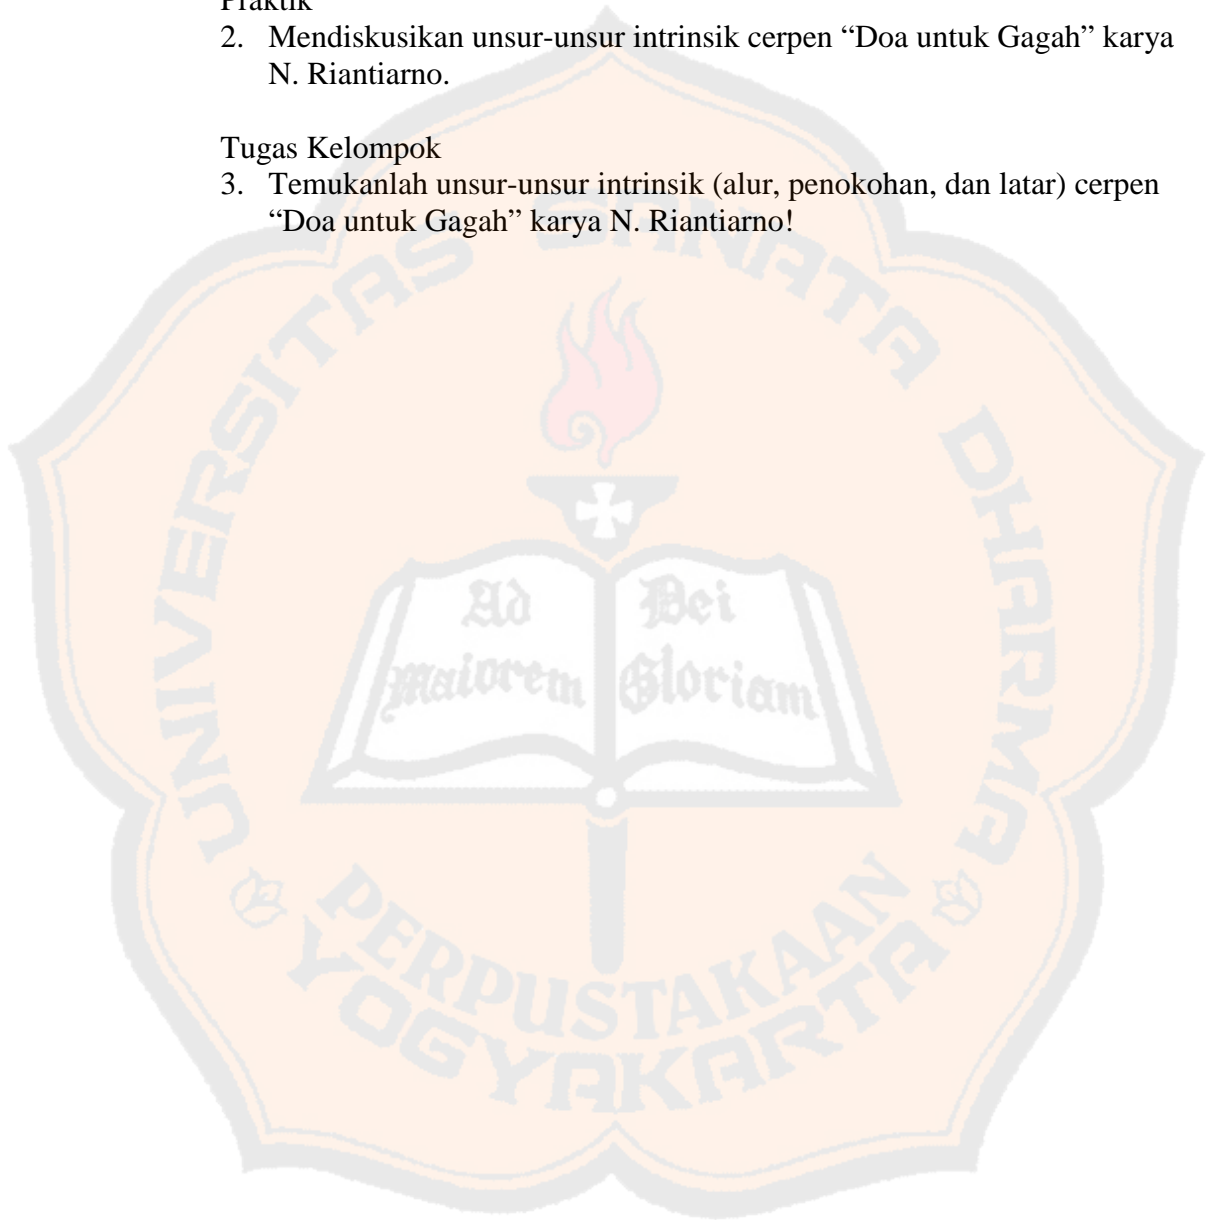 Praktik
2. Mendiskusikan unsur-unsur intrinsik cerpen “Doa untuk Gagah” karya
N. Riantiarno.
Tugas Kelompok
3. Temukanlah unsur-unsur intrinsik (alur, penokohan, dan latar) cerpen
“Doa untuk Gagah” karya N. Riantiarno!
UNIVERSITAS SANATA DHARMA
Ad Dei
Maiorem Gloriam
PERPUSTAKAAN
YOGYAKARTA